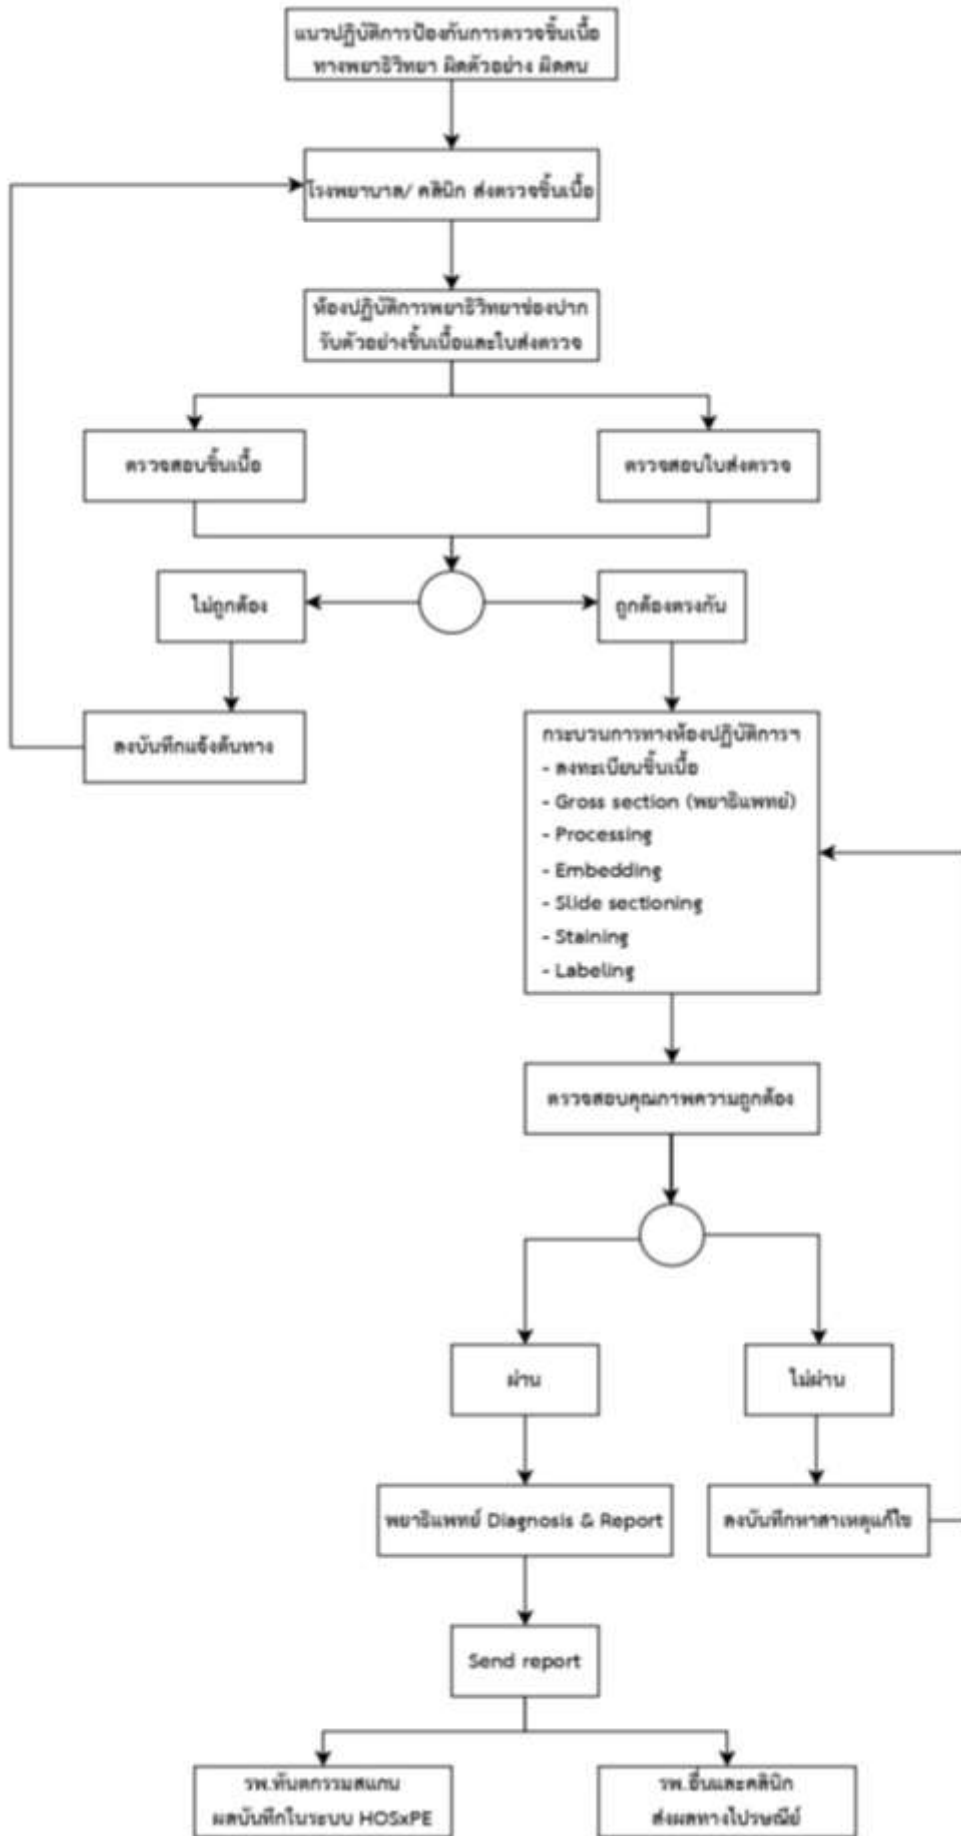 แนวปฏิบัติการป้องกันการตรวจชิ้นเนื้อ
ทางพยาธิวิทยา ผิดตัวอย่าง ผิดคน
โรงพยาบาล/ คลินิก ส่งตรวจชิ้นเนื้อ
ห้องปฏิบัติการพยาธิวิทยาช่องปาก
รับตัวอย่างชิ้นเนื้อและใบส่งตรวจ
ตรวจสอบชิ้นเนื้อ
ตรวจสอบใบส่งตรวจ
ไม่ถูกต้อง
ถูกต้องตรงกัน
ลงบันทึกแจ้งต้นทาง
กระบวนการทางห้องปฏิบัติการฯ
- ลงทะเบียนชิ้นเนื้อ
- Gross section (พยาธิแพทย์)
- Processing
- Embedding
- Slide sectioning
- Staining
- Labeling
ตรวจสอบคุณภาพความถูกต้อง
ผ่าน
ไม่ผ่าน
พยาธิแพทย์ Diagnosis & Report
ลงบันทึกหาสาเหตุแก้ไข
Send report
รพ.ทันตกรรมสแกน
ผลบันทึกในระบบ HOSxPE
รพ.อื่นและคลินิก
ส่งผลทางไปรษณีย์